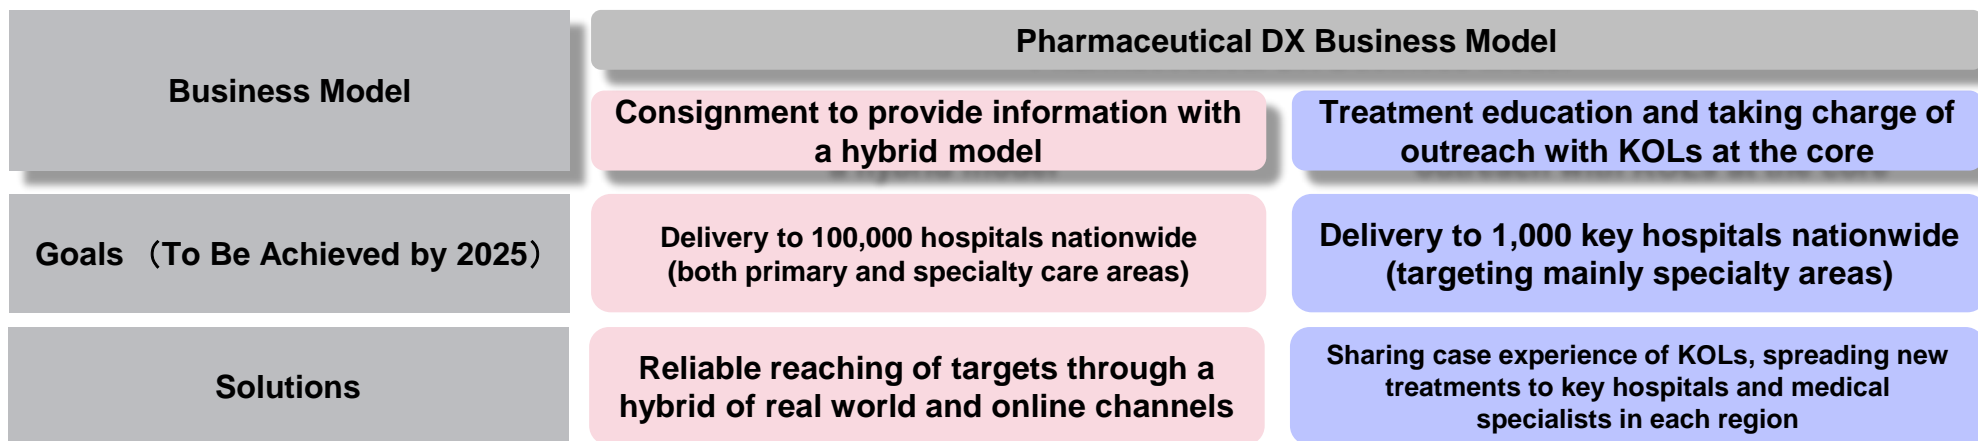 Business Model
Pharmaceutical DX Business Model
Consignment to provide information with
a hybrid model
Treatment education and taking charge of
outreach with KOLs at the core
Goals （To Be Achieved by 2025）
Delivery to 100,000 hospitals nationwide
(both primary and specialty care areas)
Delivery to 1,000 key hospitals nationwide
(targeting mainly specialty areas)
Solutions
Reliable reaching of targets through a
hybrid of real world and online channels
Sharing case experience of KOLs, spreading new
treatments to key hospitals and medical
specialists in each region